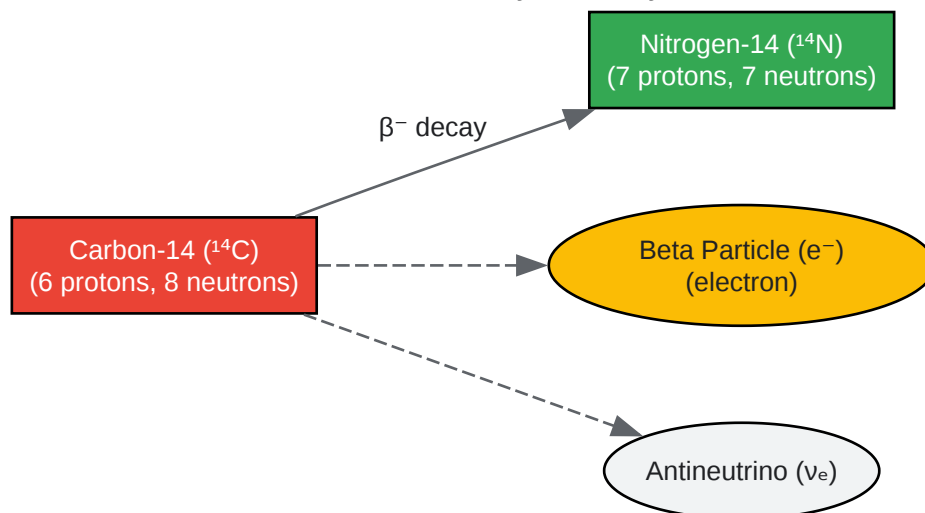 Nitrogen-14 (¹⁴N)
(7 protons, 7 neutrons)
β⁻ decay
Carbon-14 (¹⁴C)
(6 protons, 8 neutrons)
Beta Particle (e⁻)
(electron)
Antineutrino (νₑ)